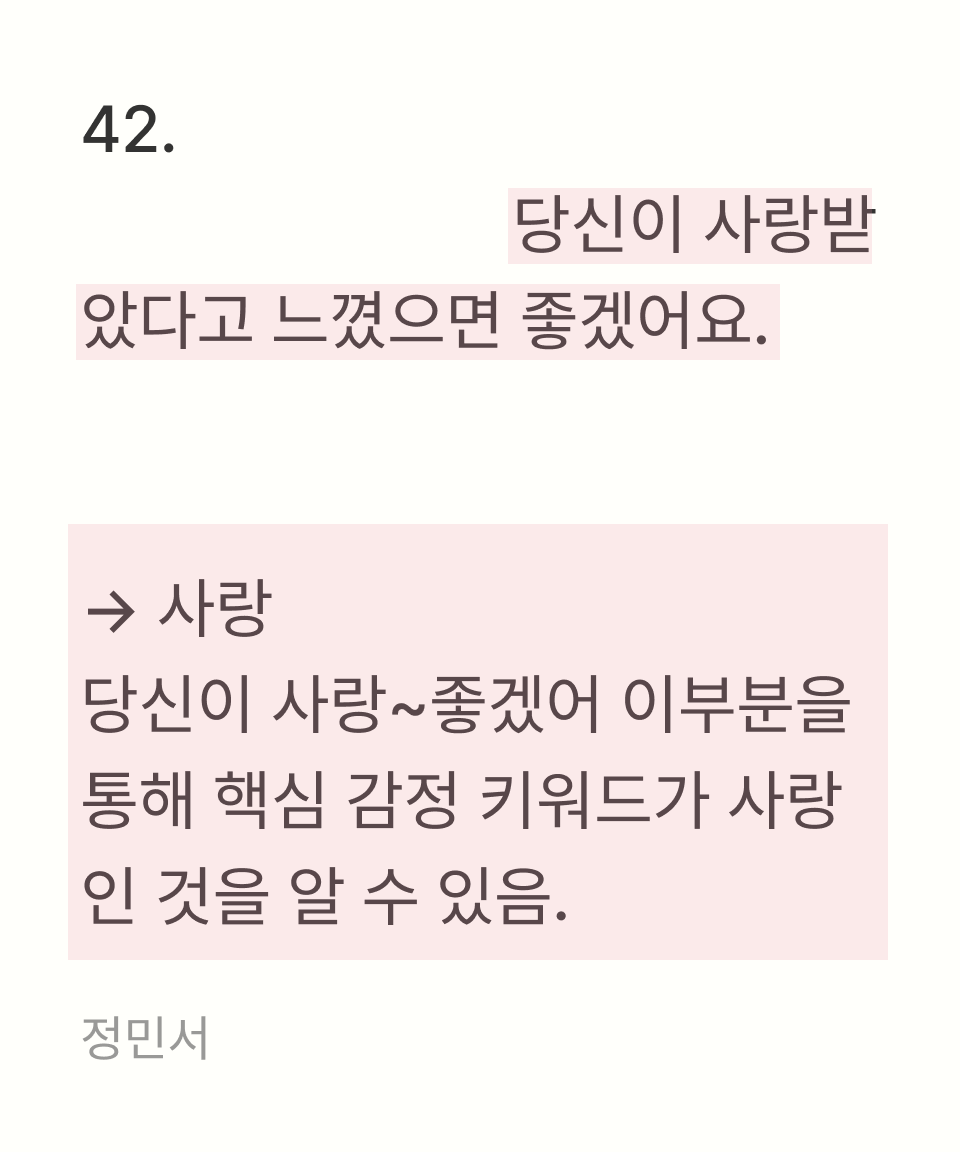 42.
당신이 사랑받
았다고 느꼈으면 좋겠어요.
→ 사랑
당신이 사랑~좋겠어 이부분을
통해 핵심 감정 키워드가 사랑
인 것을 알 수 있음.
정민서